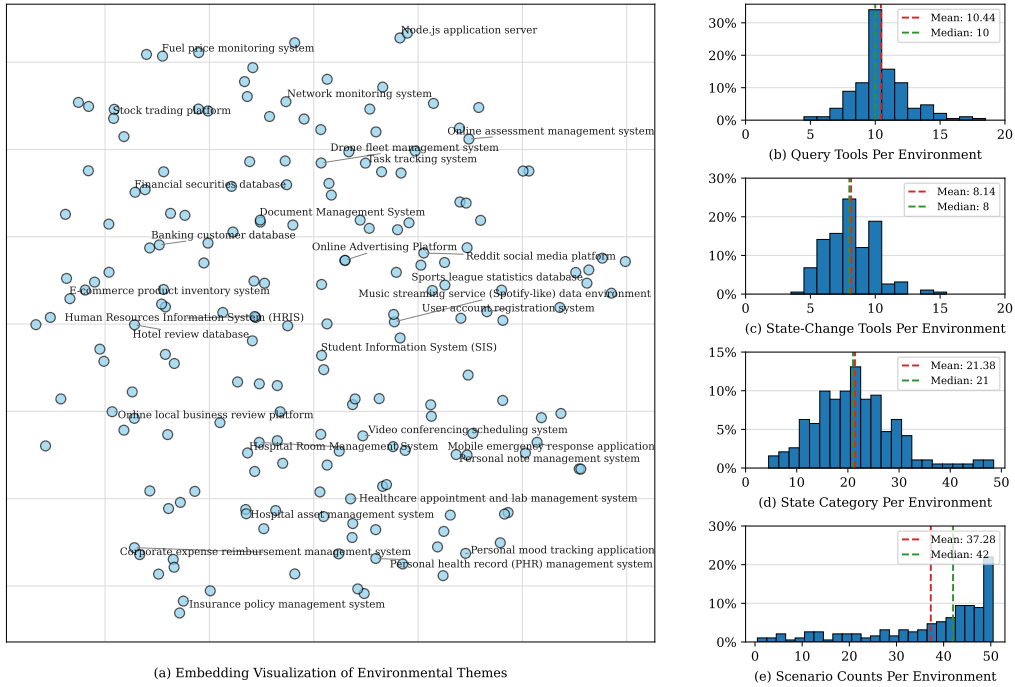 Node.js application server
Fuel price monitoring system
Network monitoring system
Stock trading platform
Online assessment management system
Drone fleet management system
Task tracking system
Financial securities database
Document Management System
Banking customer database
Online Advertising Platform
Reddit social media platform
Sports league statistics database
E-commerce product inventory system
Music streaming service (Spotify-like) data environment
User account registration system
Human Resources Information System (HRIS)
Hotel review database
Student Information System (SIS)
Online local business review platform
Video conferencing scheduling system
Hospital Room Management System
Mobile emergency response application
Personal note management system
Healthcare appointment and lab management system
Hospital asset management system
Corporate expense reimbursement management system
Personal mood tracking application
Personal health record (PHR) management system
Insurance policy management system
(a) Embedding Visualization of Environmental Themes
30%
20%
10%
0%
Mean: 10.44
Median: 10
0 5 10 15 20
(b) Query Tools Per Environment
30%
20%
10%
0%
Mean: 8.14
Median: 8
0 5 10 15 20
(c) State-Change Tools Per Environment
15%
10%
5%
0%
Mean: 21.38
Median: 21
0 10 20 30 40 50
(d) State Category Per Environment
30%
20%
10%
0%
Mean: 37.28
Median: 42
0 10 20 30 40 50
(e) Scenario Counts Per Environment